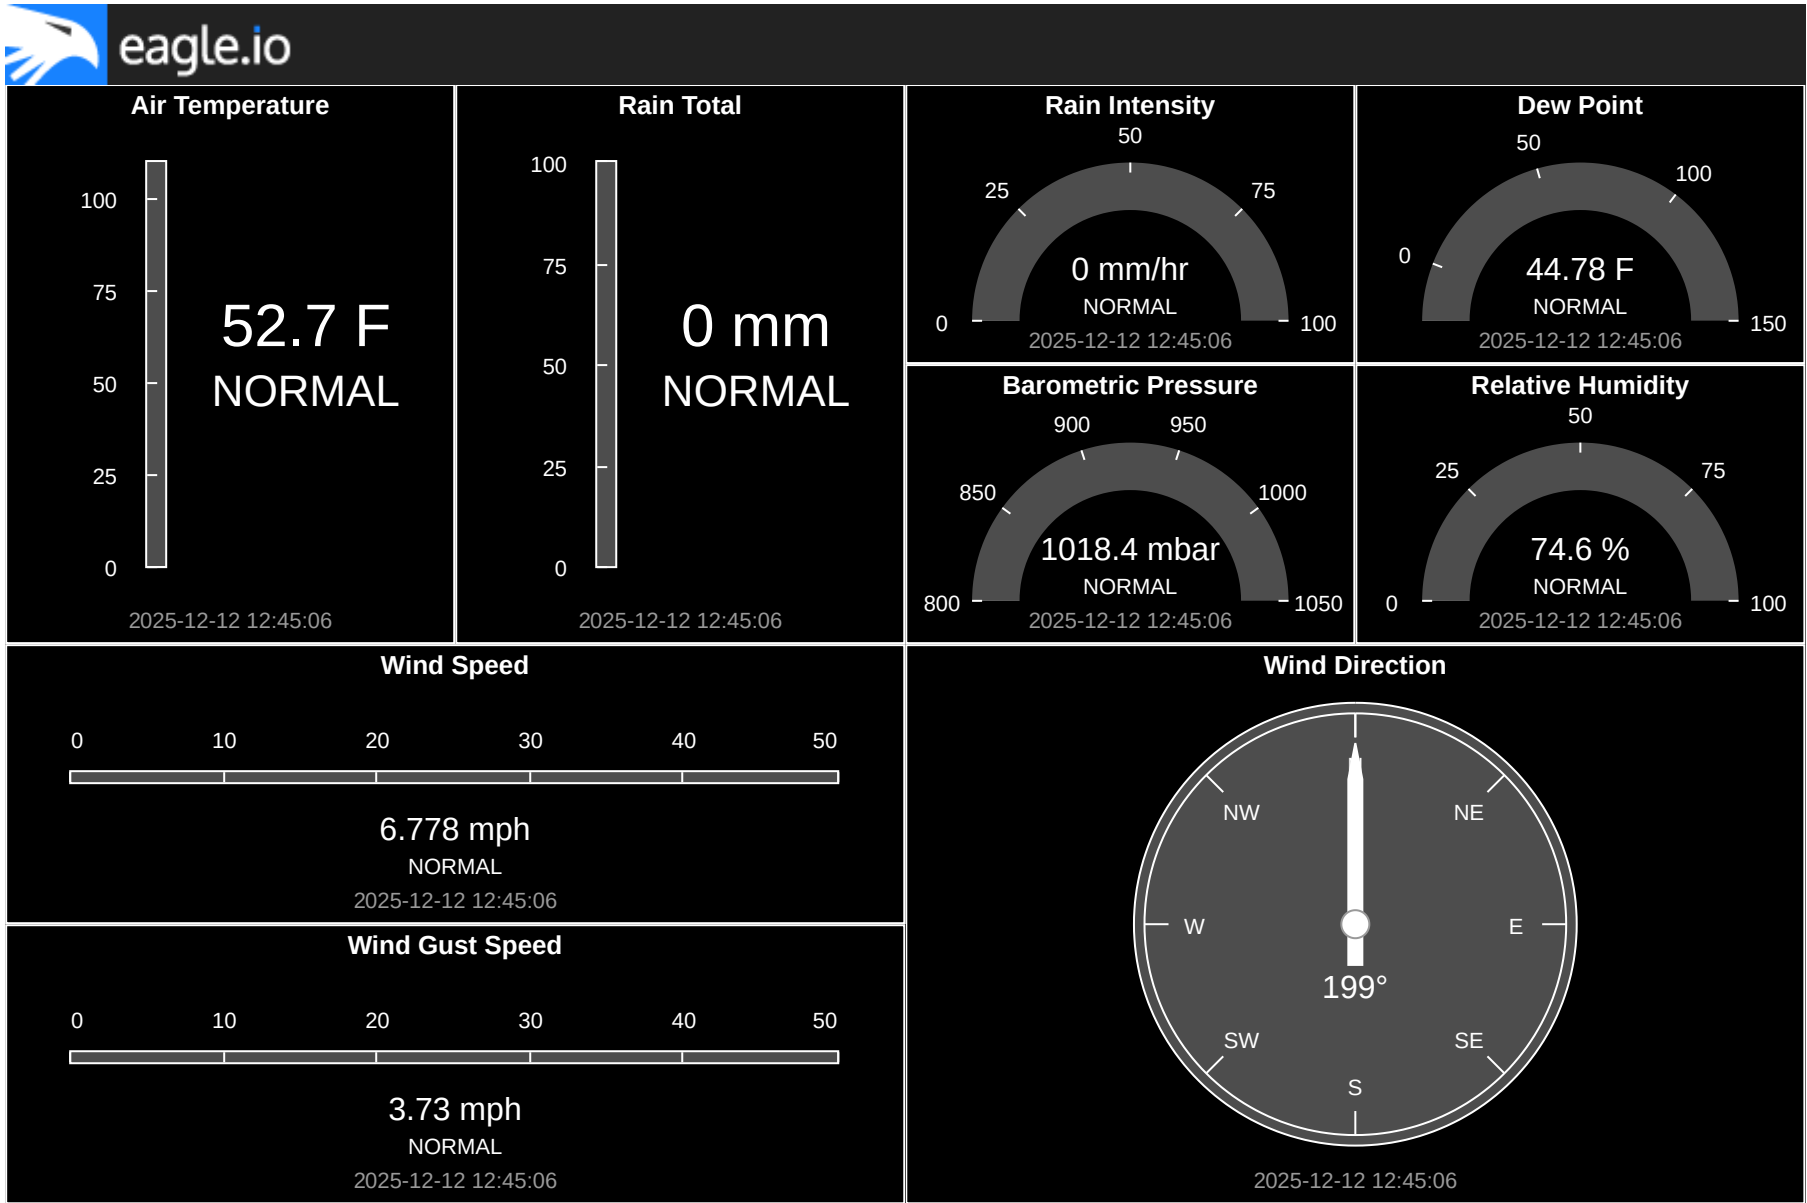 eagle.io
Air Temperature
100
75
50
25
0
52.7 F
NORMAL
2025-12-12 12:45:06
Rain Total
100
75
50
25
0
0 mm
NORMAL
2025-12-12 12:45:06
Rain Intensity
50
25
75
0
100
0 mm/hr
NORMAL
2025-12-12 12:45:06
Dew Point
50
100
0
150
44.78 F
NORMAL
2025-12-12 12:45:06
Barometric Pressure
900
950
850
1000
800
1050
1018.4 mbar
NORMAL
2025-12-12 12:45:06
Relative Humidity
50
25
75
0
100
74.6 %
NORMAL
2025-12-12 12:45:06
Wind Speed
0 10 20 30 40 50
6.778 mph
NORMAL
2025-12-12 12:45:06
Wind Gust Speed
0 10 20 30 40 50
3.73 mph
NORMAL
2025-12-12 12:45:06
Wind Direction
NW NE
W E
199°
SW SE
S
2025-12-12 12:45:06